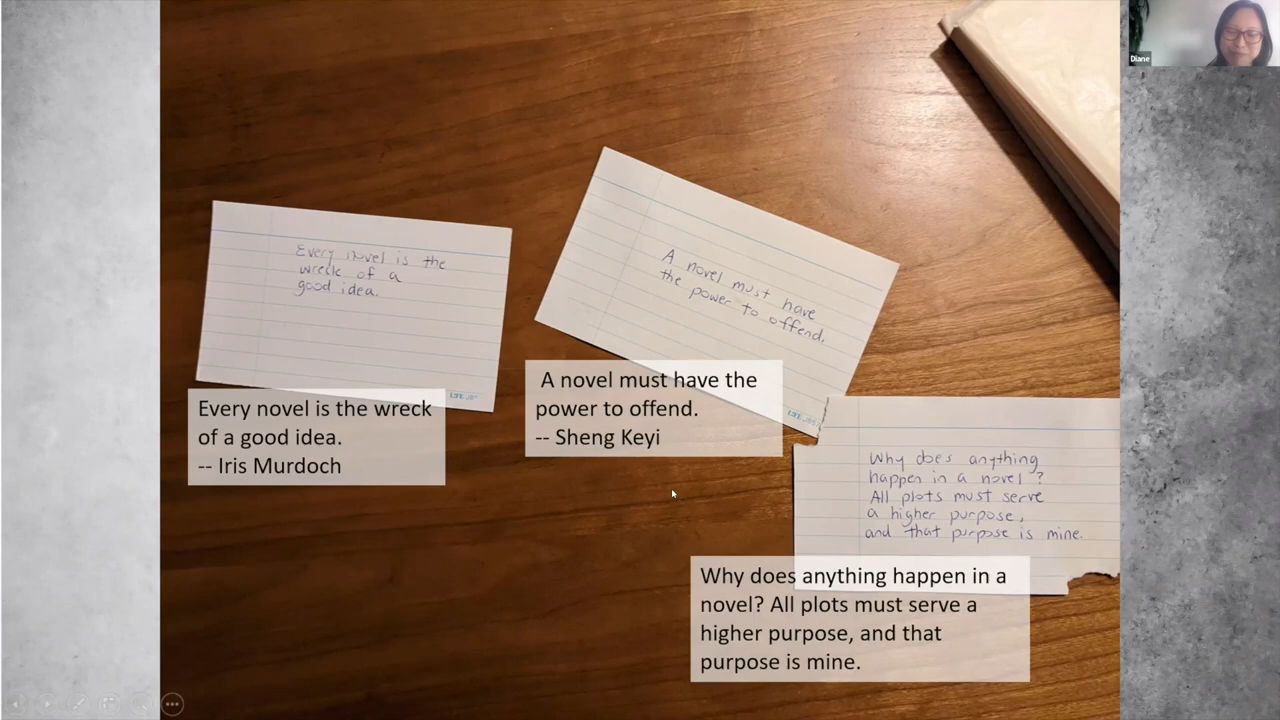 Diane
Every novel is the
wreck of a
good idea.
A novel must have
the power to offend.
Every novel is the wreck
of a good idea.
-- Iris Murdoch
A novel must have the
power to offend.
-- Sheng Keyi
Why does anything
happen in a novel?
All plots must serve
a higher purpose,
and that purpose is mine.
Why does anything happen in a
novel? All plots must serve a
higher purpose, and that
purpose is mine.